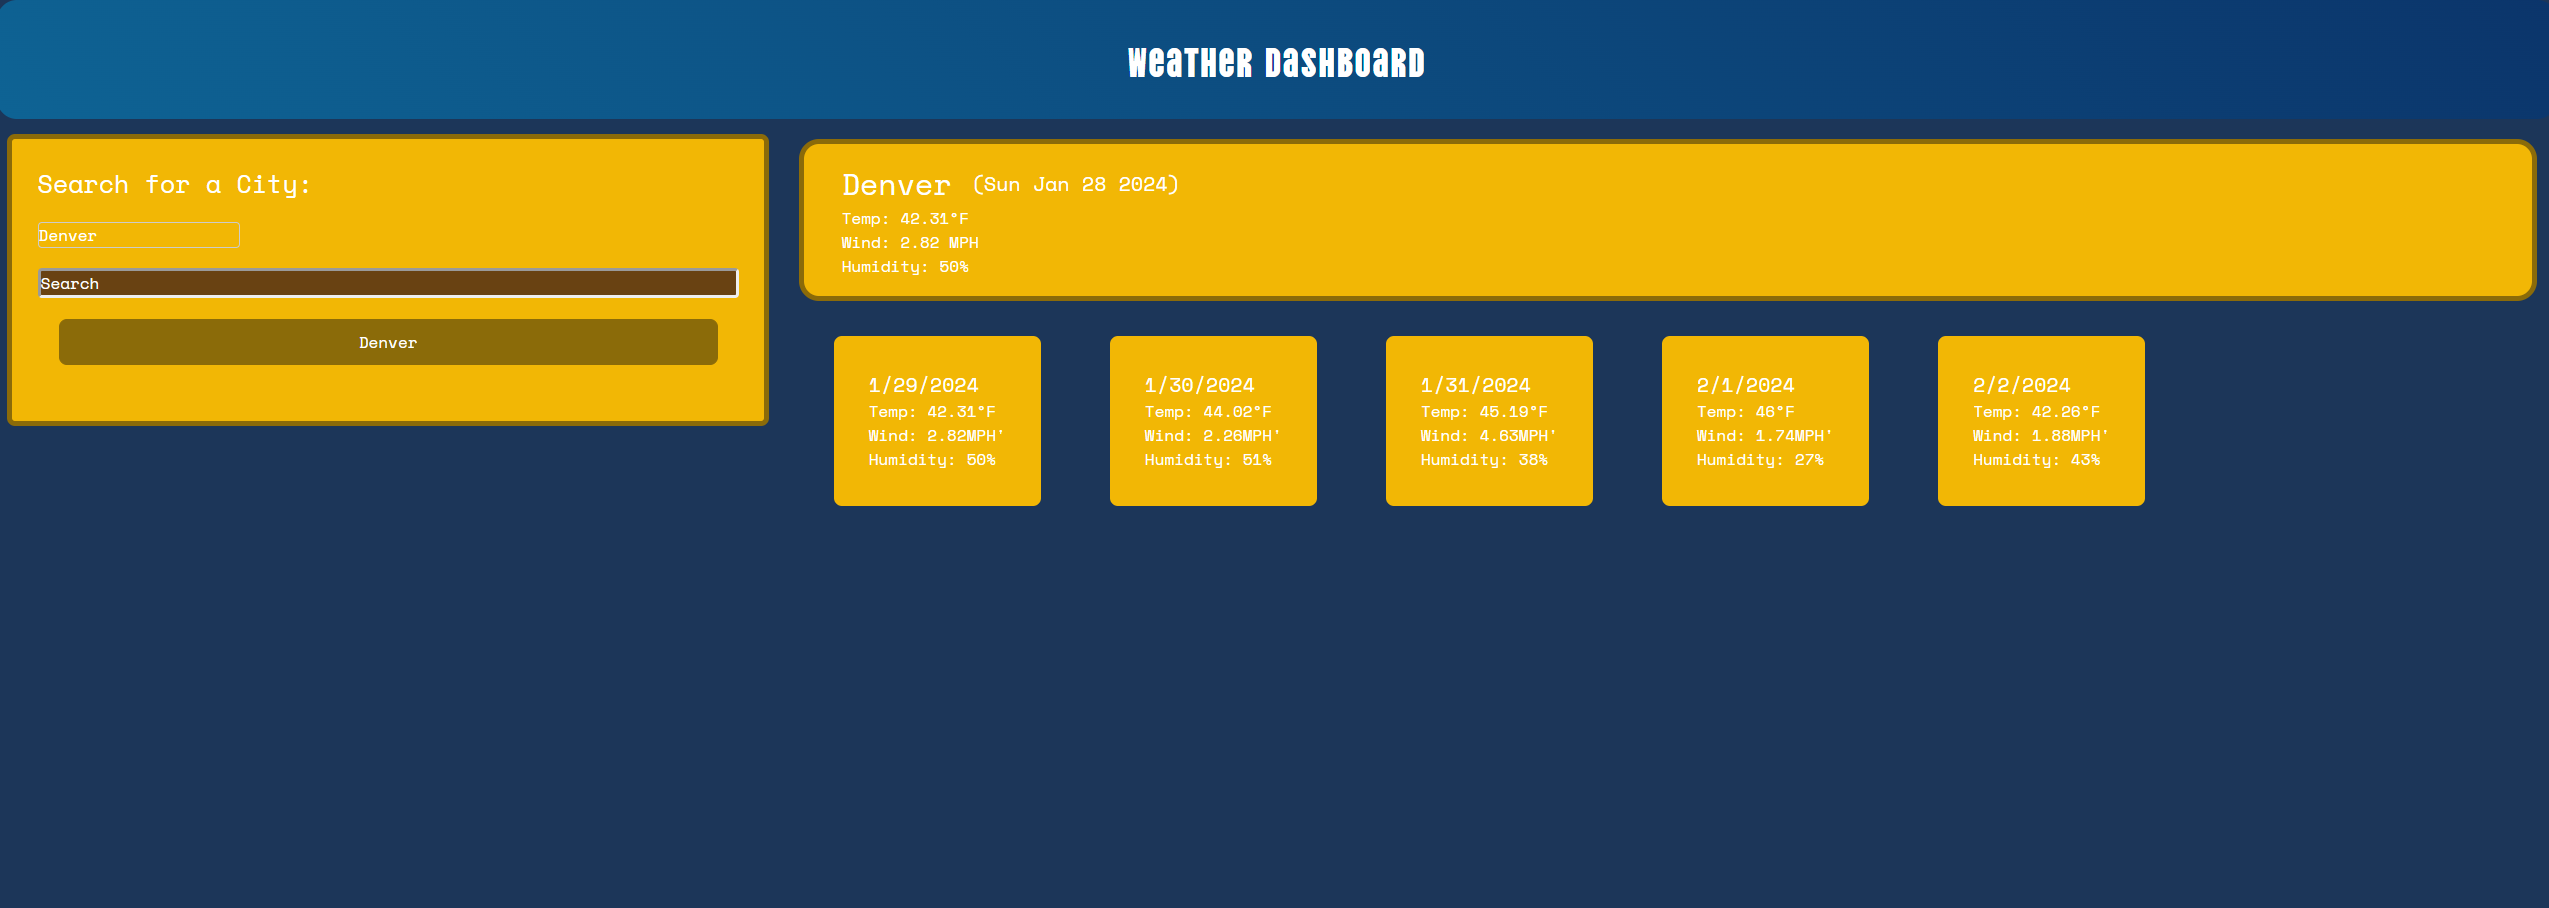 Weather Dashboard
Search for a City:
Denver
Search
Denver
Denver (Sun Jan 28 2024)
Temp: 42.31°F
Wind: 2.82 MPH
Humidity: 50%
1/29/2024
Temp: 42.31°F
Wind: 2.82MPH'
Humidity: 50%
1/30/2024
Temp: 44.02°F
Wind: 2.26MPH'
Humidity: 51%
1/31/2024
Temp: 45.19°F
Wind: 4.63MPH'
Humidity: 38%
2/1/2024
Temp: 46°F
Wind: 1.74MPH'
Humidity: 27%
2/2/2024
Temp: 42.26°F
Wind: 1.88MPH'
Humidity: 43%